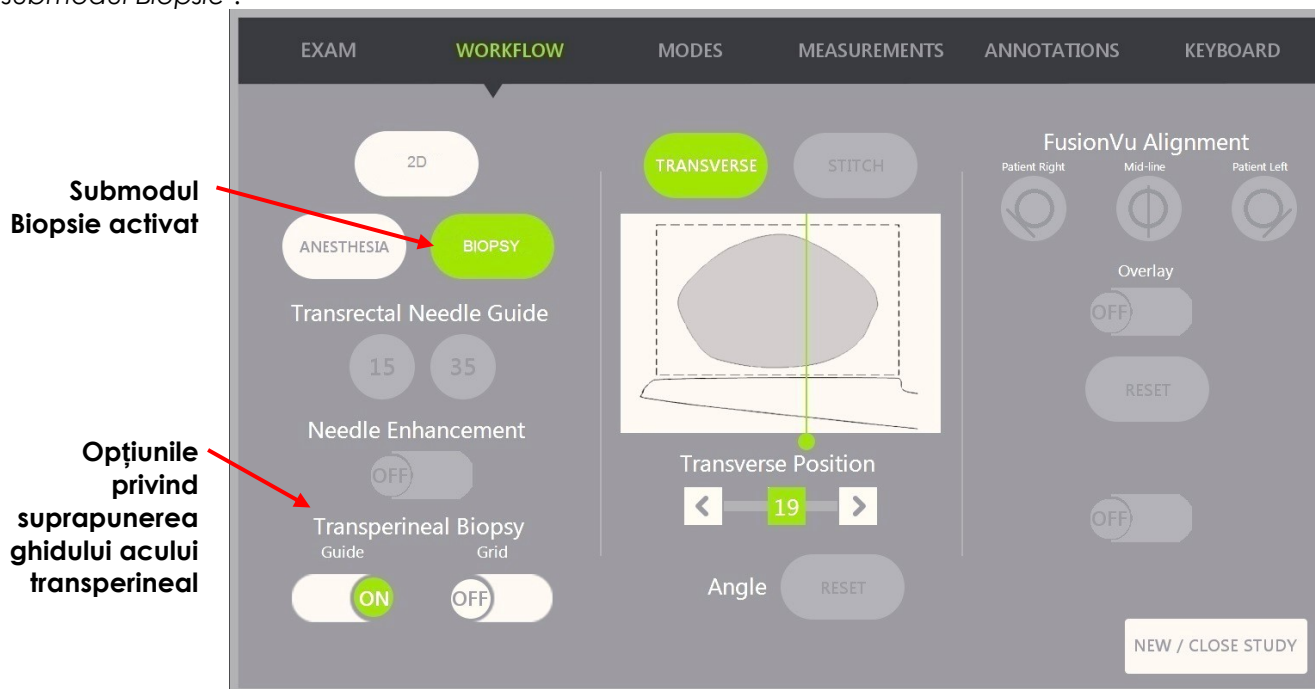 submodul Biopsie".
EXAM WORKFLOW MODES MEASUREMENTS ANNOTATIONS KEYBOARD
Submodul
Biopsie activat
Opțiunile
privind
suprapunerea
ghidului acului
transperineal
2D
ANESTHESIA BIOPSY
Transrectal Needle Guide
15 35
Needle Enhancement
OFF
Transperineal Biopsy
Guide Grid
ON OFF
TRANSVERSE STITCH
Transverse Position
19
Angle RESET
FusionVu Alignment
Patient Right Mid-line Patient Left
Overlay
OFF
RESET
OFF
NEW / CLOSE STUDY